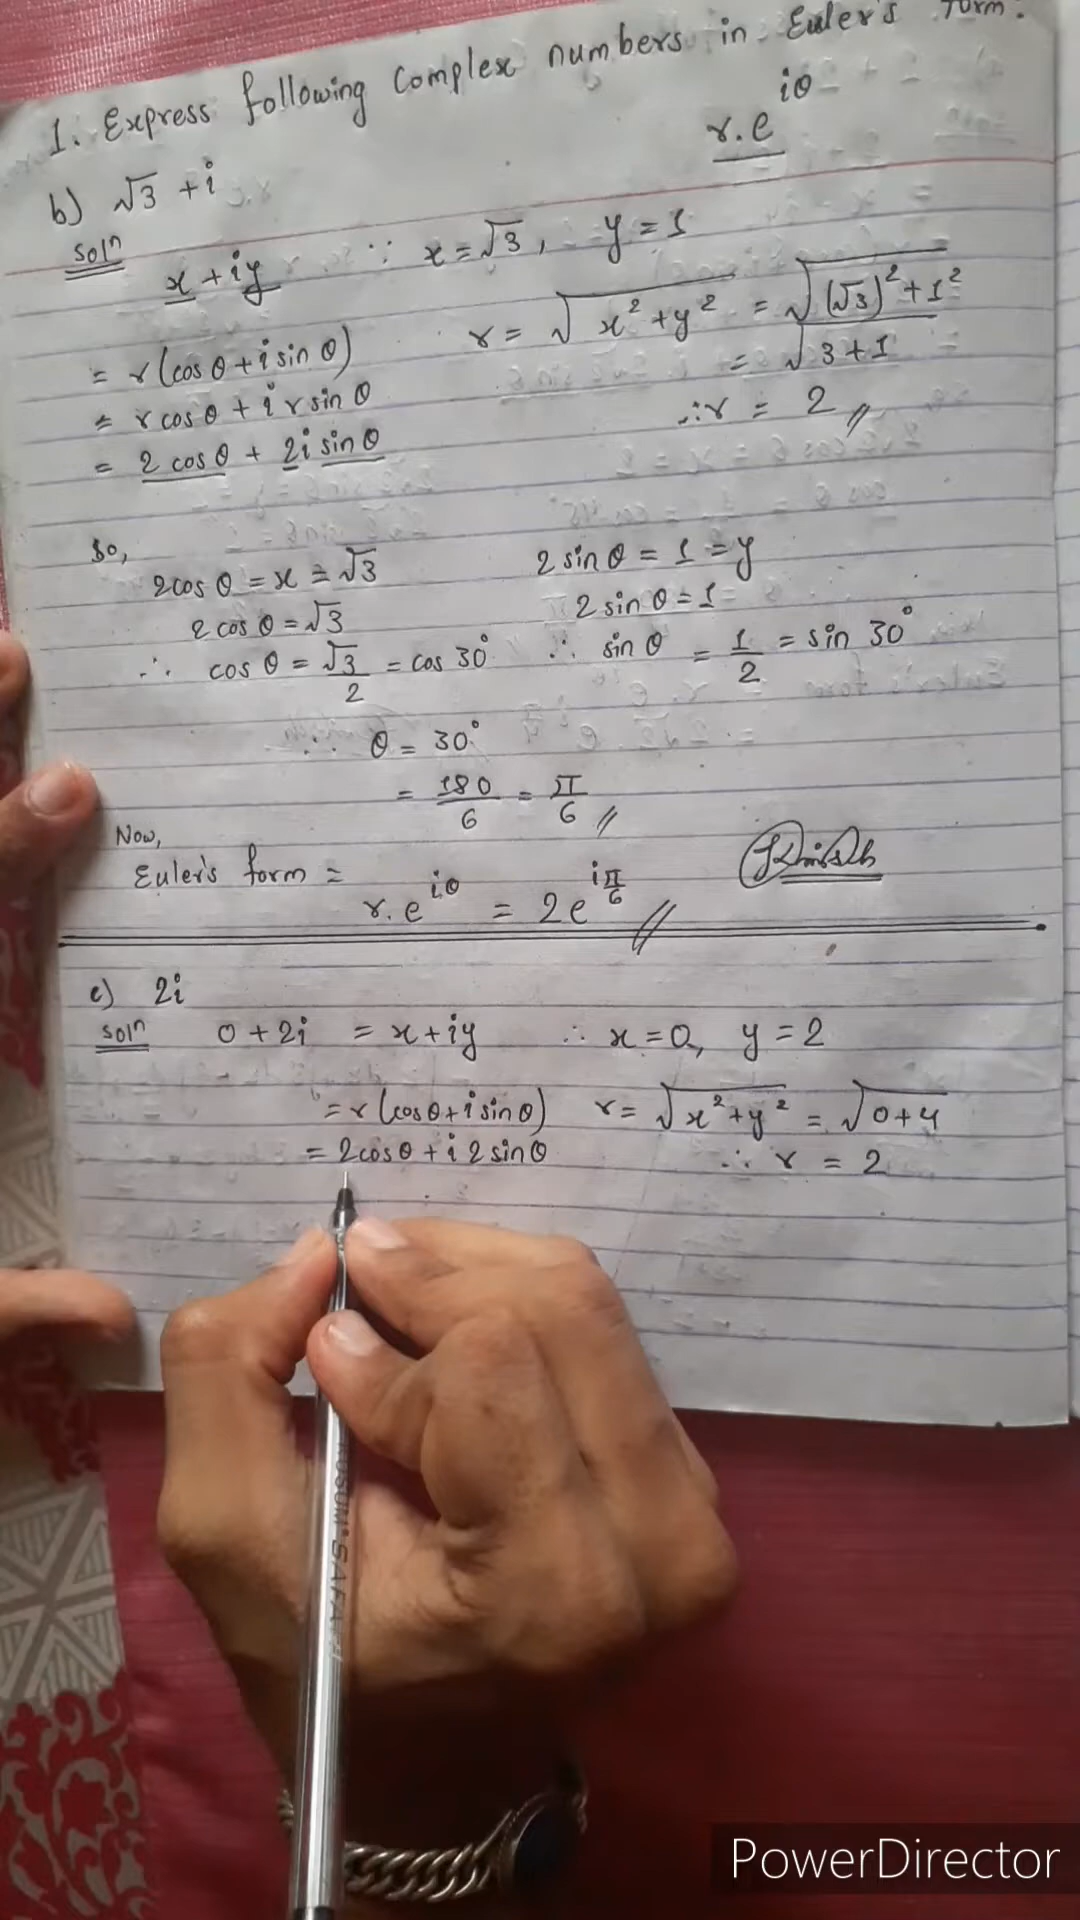 1. Express following complex numbers in Euler's form.
r.e^{iθ}
b) √3 + i
Solⁿ
x + iy ∵ x = √3, y = 1
= r(cos θ + i sin θ) r = √(x² + y²) = √((√3)² + 1²)
= √(3 + 1)
= r cos θ + i r sin θ ∴ r = 2 //
= 2 cos θ + 2i sin θ
So,
2cos θ = x = √3 2 sin θ = 1 = y
2 cos θ = √3 2 sin θ = 1
∴ cos θ = √3/2 = cos 30° ∴ sin θ = 1/2 = sin 30°
∴ θ = 30°
= 180/6 = π/6 //
Now,
Euler's form =
r.e^{iθ} = 2e^{iπ/6} //
c) 2i
Solⁿ 0 + 2i = x + iy ∴ x = 0, y = 2
= r(cos θ + i sin θ) r = √(x² + y²) = √(0 + 4)
= 2cos θ + i 2 sin θ ∴ r = 2
PowerDirector